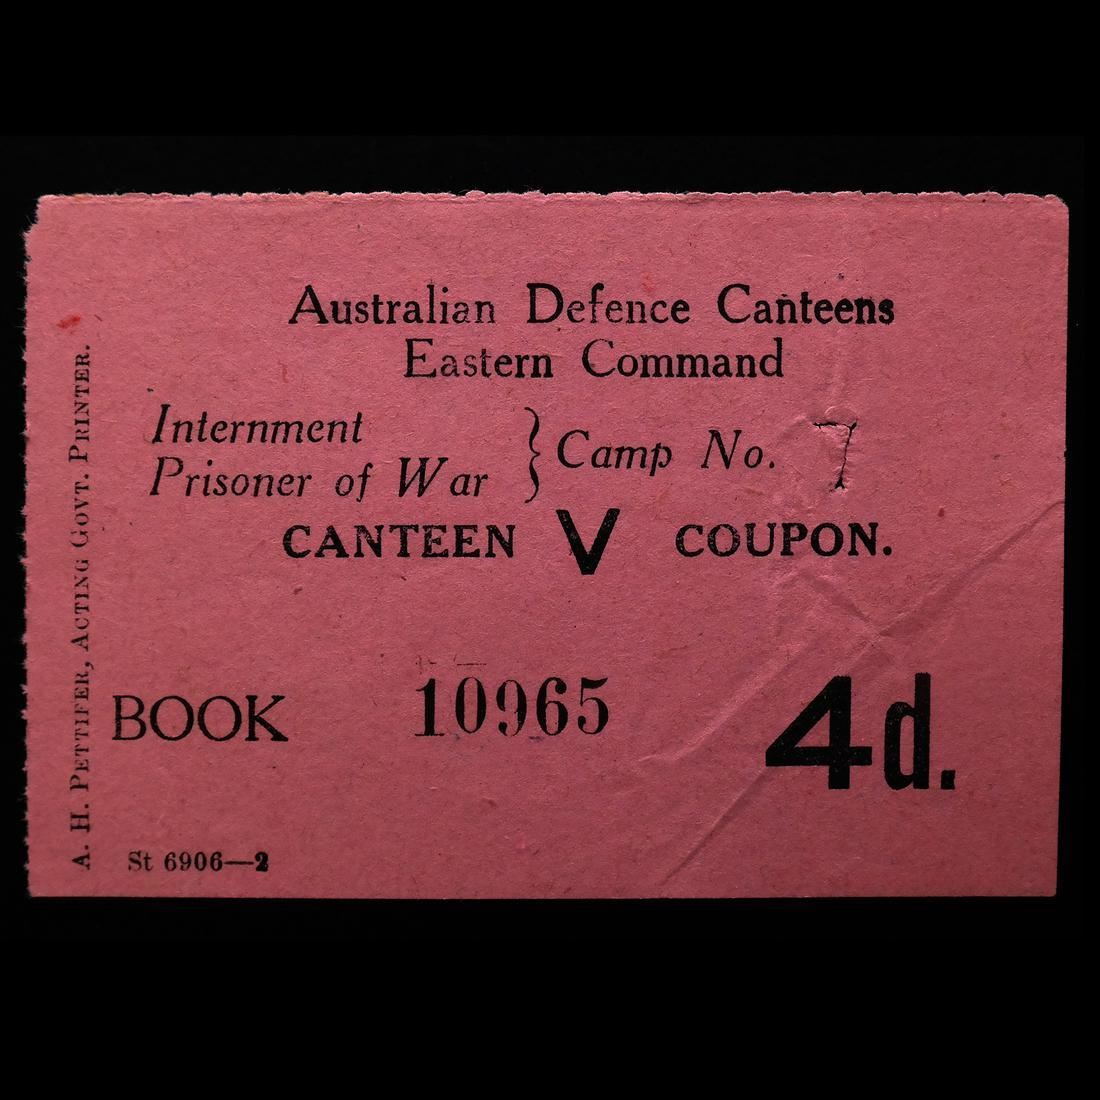 Australian Defence Canteens
Eastern Command
Internment
Prisoner of War } Camp No. 7
CANTEEN V COUPON.
BOOK 10965 4d.
St 6906—2
A. H. PETTIFER, ACTING GOVT. PRINTER.